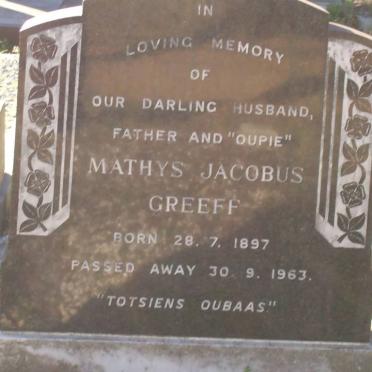 IN
LOVING MEMORY
OF
OUR DARLING HUSBAND,
FATHER AND "OUPIE"
MATHYS JACOBUS
GREEFF
BORN 28. 7. 1897
PASSED AWAY 30. 9. 1963.
"TOTSIENS OUBAAS"